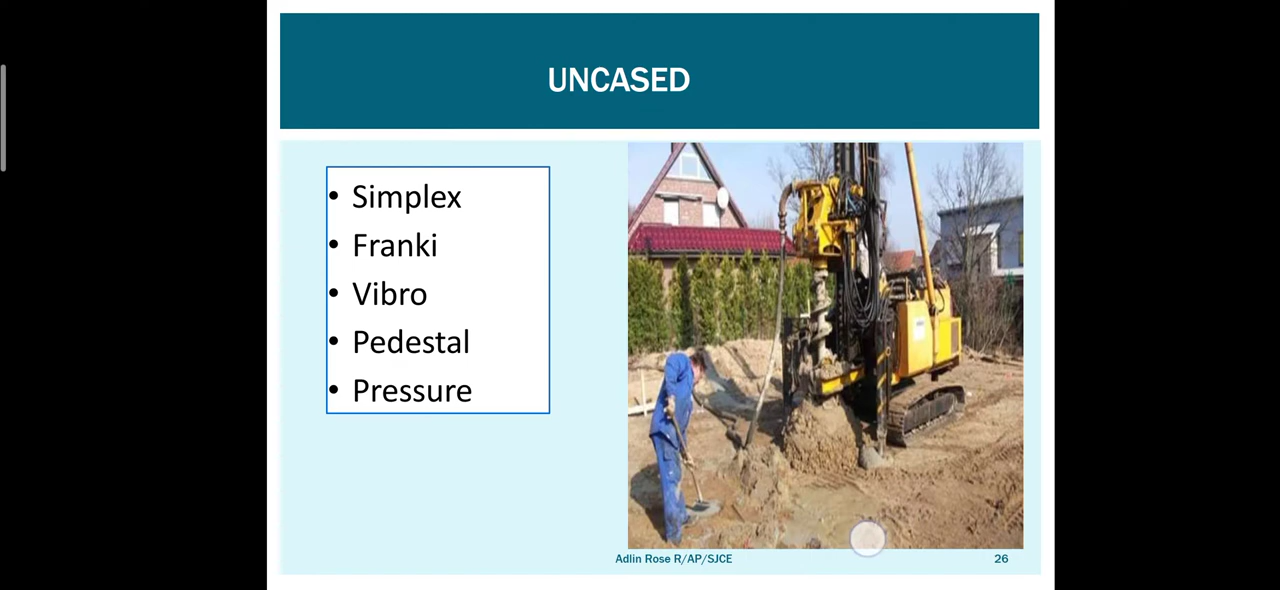 UNCASED
• Simplex
• Franki
• Vibro
• Pedestal
• Pressure
Adlin Rose R/AP/SJCE
26